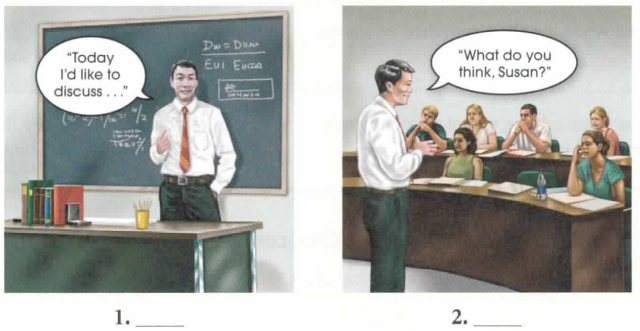 "Today
I'd like to
discuss . . ."
"What do you
think, Susan?"
1. _____
2. _____